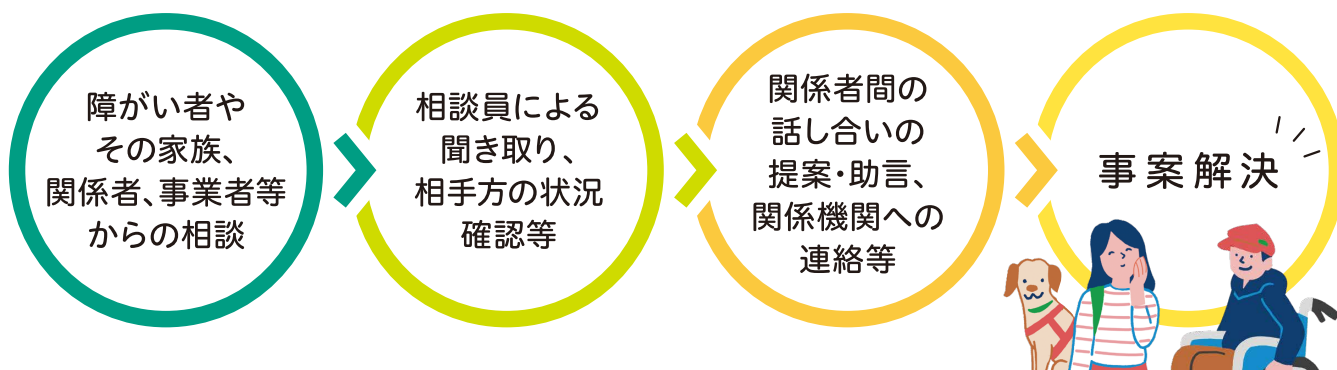 障がい者や
その家族、
関係者、事業者等
からの相談
相談員による
聞き取り、
相手方の状況
確認等
関係者間の
話し合いの
提案・助言、
関係機関への
連絡等
事案解決